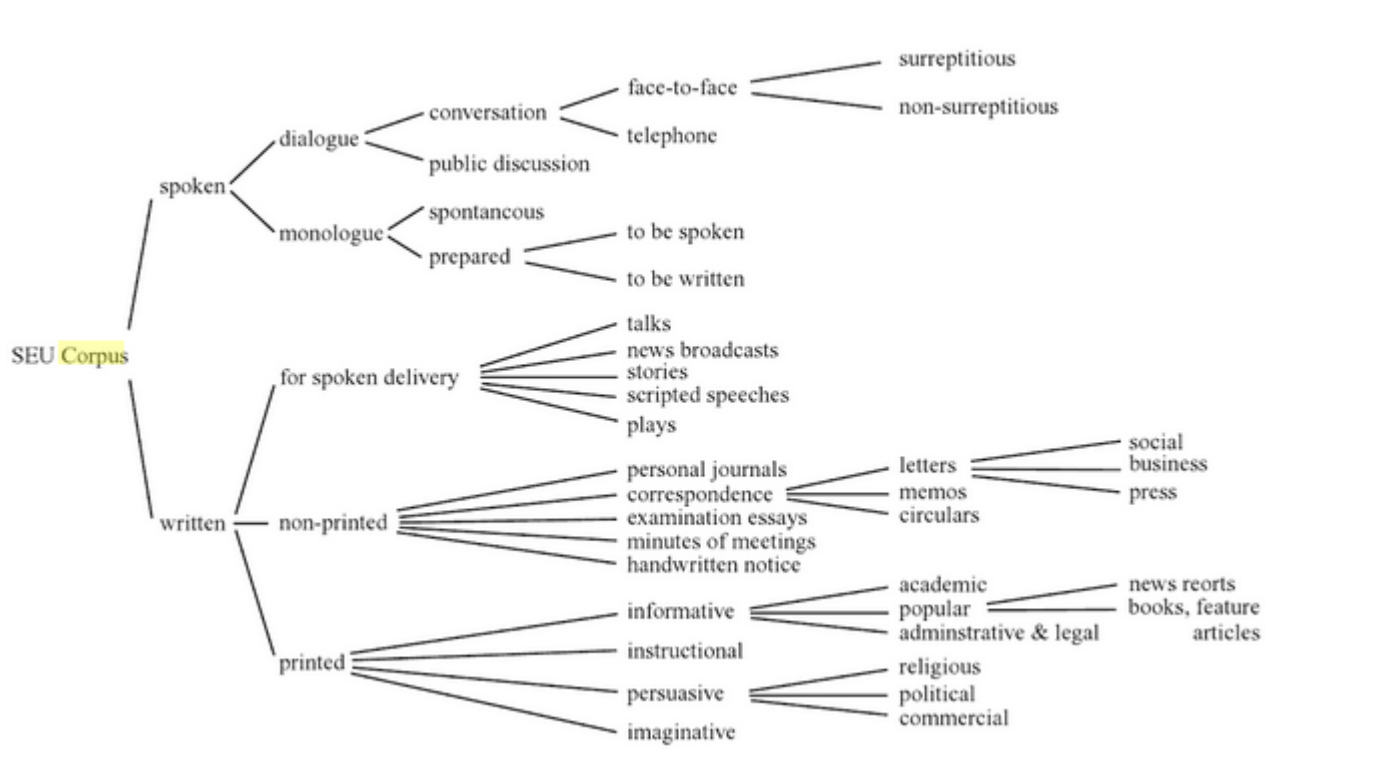 surreptitious
face-to-face
conversation
non-surreptitious
dialogue
telephone
public discussion
spoken
spontancous
monologue
to be spoken
prepared
to be written
talks
SEU Corpus
news broadcasts
for spoken delivery
stories
scripted speeches
plays
social
personal journals
letters
business
correspondence
memos
press
written
non-printed
examination essays
circulars
minutes of meetings
handwritten notice
academic
news reorts
informative
popular
books, feature
adminstrative & legal
articles
instructional
printed
religious
persuasive
political
commercial
imaginative